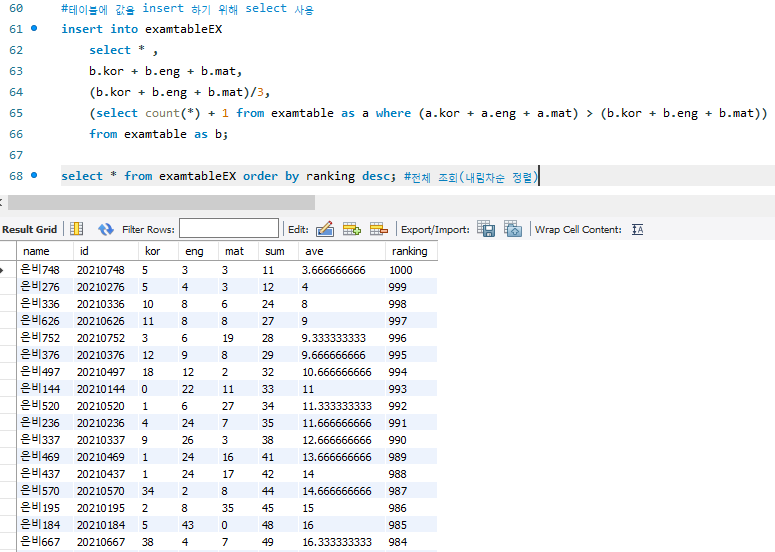 60 #테이블에 값을 insert 하기 위해 select 사용
61 insert into examtableEX
62 select * ,
63 b.kor + b.eng + b.mat,
64 (b.kor + b.eng + b.mat)/3,
65 (select count(*) + 1 from examtable as a where (a.kor + a.eng + a.mat) > (b.kor + b.eng + b.mat))
66 from examtable as b;
67
68 select * from examtableEX order by ranking desc; #전체 조회(내림차순 정렬)
Result Grid Filter Rows: Edit: Export/Import: Wrap Cell Content:
name id kor eng mat sum ave ranking
은비748 20210748 5 3 3 11 3.666666666 1000
은비276 20210276 5 4 3 12 4 999
은비336 20210336 10 8 6 24 8 998
은비626 20210626 11 8 8 27 9 997
은비752 20210752 3 6 19 28 9.333333333 996
은비376 20210376 12 9 8 29 9.666666666 995
은비497 20210497 18 12 2 32 10.666666666 994
은비144 20210144 0 22 11 33 11 993
은비520 20210520 1 6 27 34 11.333333333 992
은비236 20210236 4 24 7 35 11.666666666 991
은비337 20210337 9 26 3 38 12.666666666 990
은비469 20210469 1 24 16 41 13.666666666 989
은비437 20210437 1 24 17 42 14 988
은비570 20210570 34 2 8 44 14.666666666 987
은비195 20210195 2 8 35 45 15 986
은비184 20210184 5 43 0 48 16 985
은비667 20210667 38 4 7 49 16.333333333 984